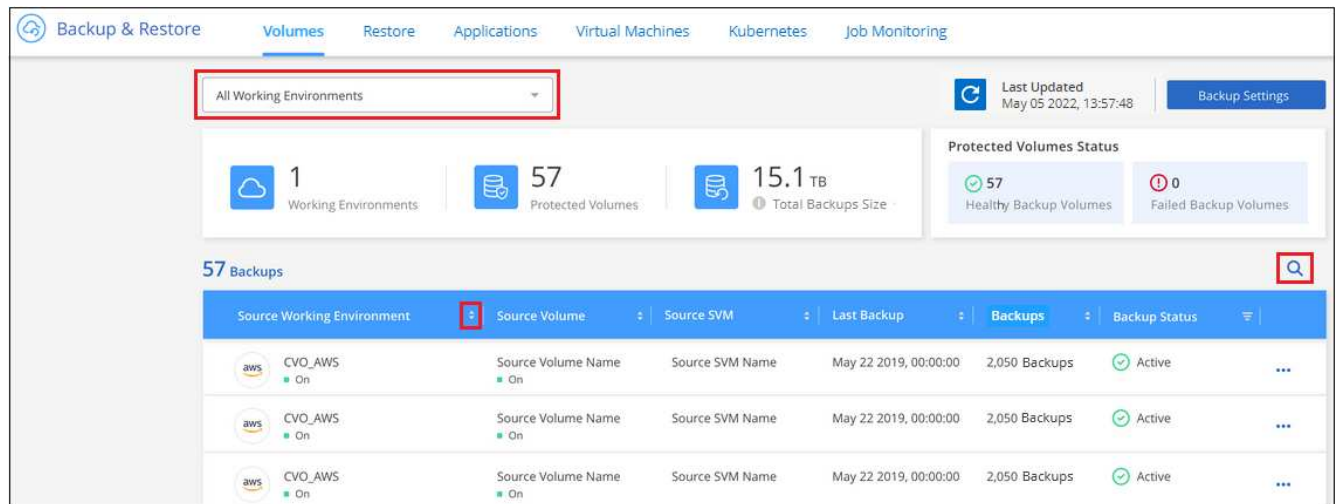 Backup & Restore
Volumes Restore Applications Virtual Machines Kubernetes Job Monitoring
All Working Environments
Last Updated
May 05 2022, 13:57:48
Backup Settings
1
Working Environments
57
Protected Volumes
15.1 TB
Total Backups Size
Protected Volumes Status
57
Healthy Backup Volumes
0
Failed Backup Volumes
57 Backups
Source Working Environment Source Volume Source SVM Last Backup Backups Backup Status
aws CVO_AWS Source Volume Name Source SVM Name May 22 2019, 00:00:00 2,050 Backups Active
On On
aws CVO_AWS Source Volume Name Source SVM Name May 22 2019, 00:00:00 2,050 Backups Active
On On
aws CVO_AWS Source Volume Name Source SVM Name May 22 2019, 00:00:00 2,050 Backups Active
On On